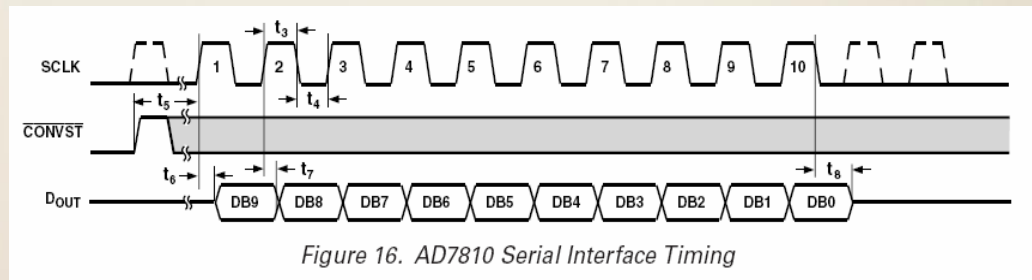 t3
SCLK 1 2 3 4 5 6 7 8 9 10
t4
t5
CONVST
t6 t7 t8
DOUT DB9 DB8 DB7 DB6 DB5 DB4 DB3 DB2 DB1 DB0
Figure 16. AD7810 Serial Interface Timing